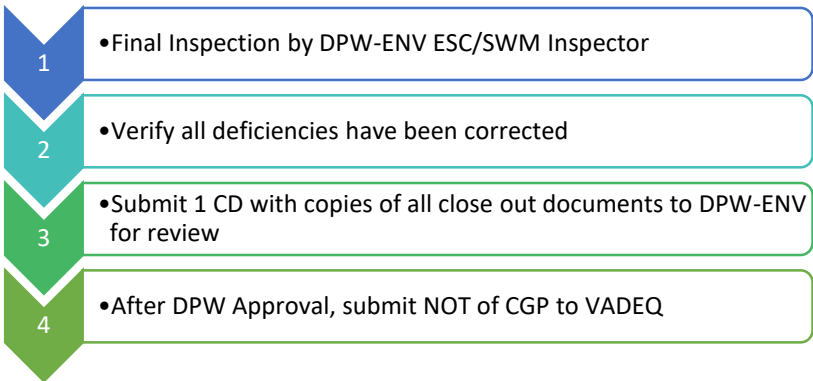 1
•Final Inspection by DPW-ENV ESC/SWM Inspector
2
•Verify all deficiencies have been corrected
3
•Submit 1 CD with copies of all close out documents to DPW-ENV
for review
4
•After DPW Approval, submit NOT of CGP to VADEQ